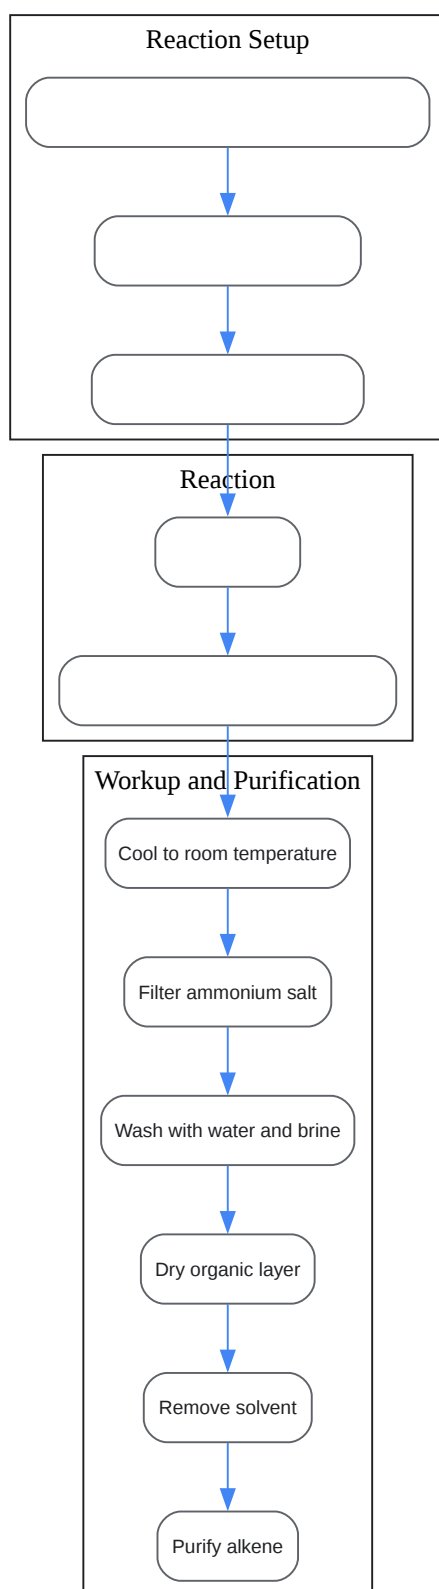 Reaction Setup
Reaction
Workup and Purification
Cool to room temperature
Filter ammonium salt
Wash with water and brine
Dry organic layer
Remove solvent
Purify alkene